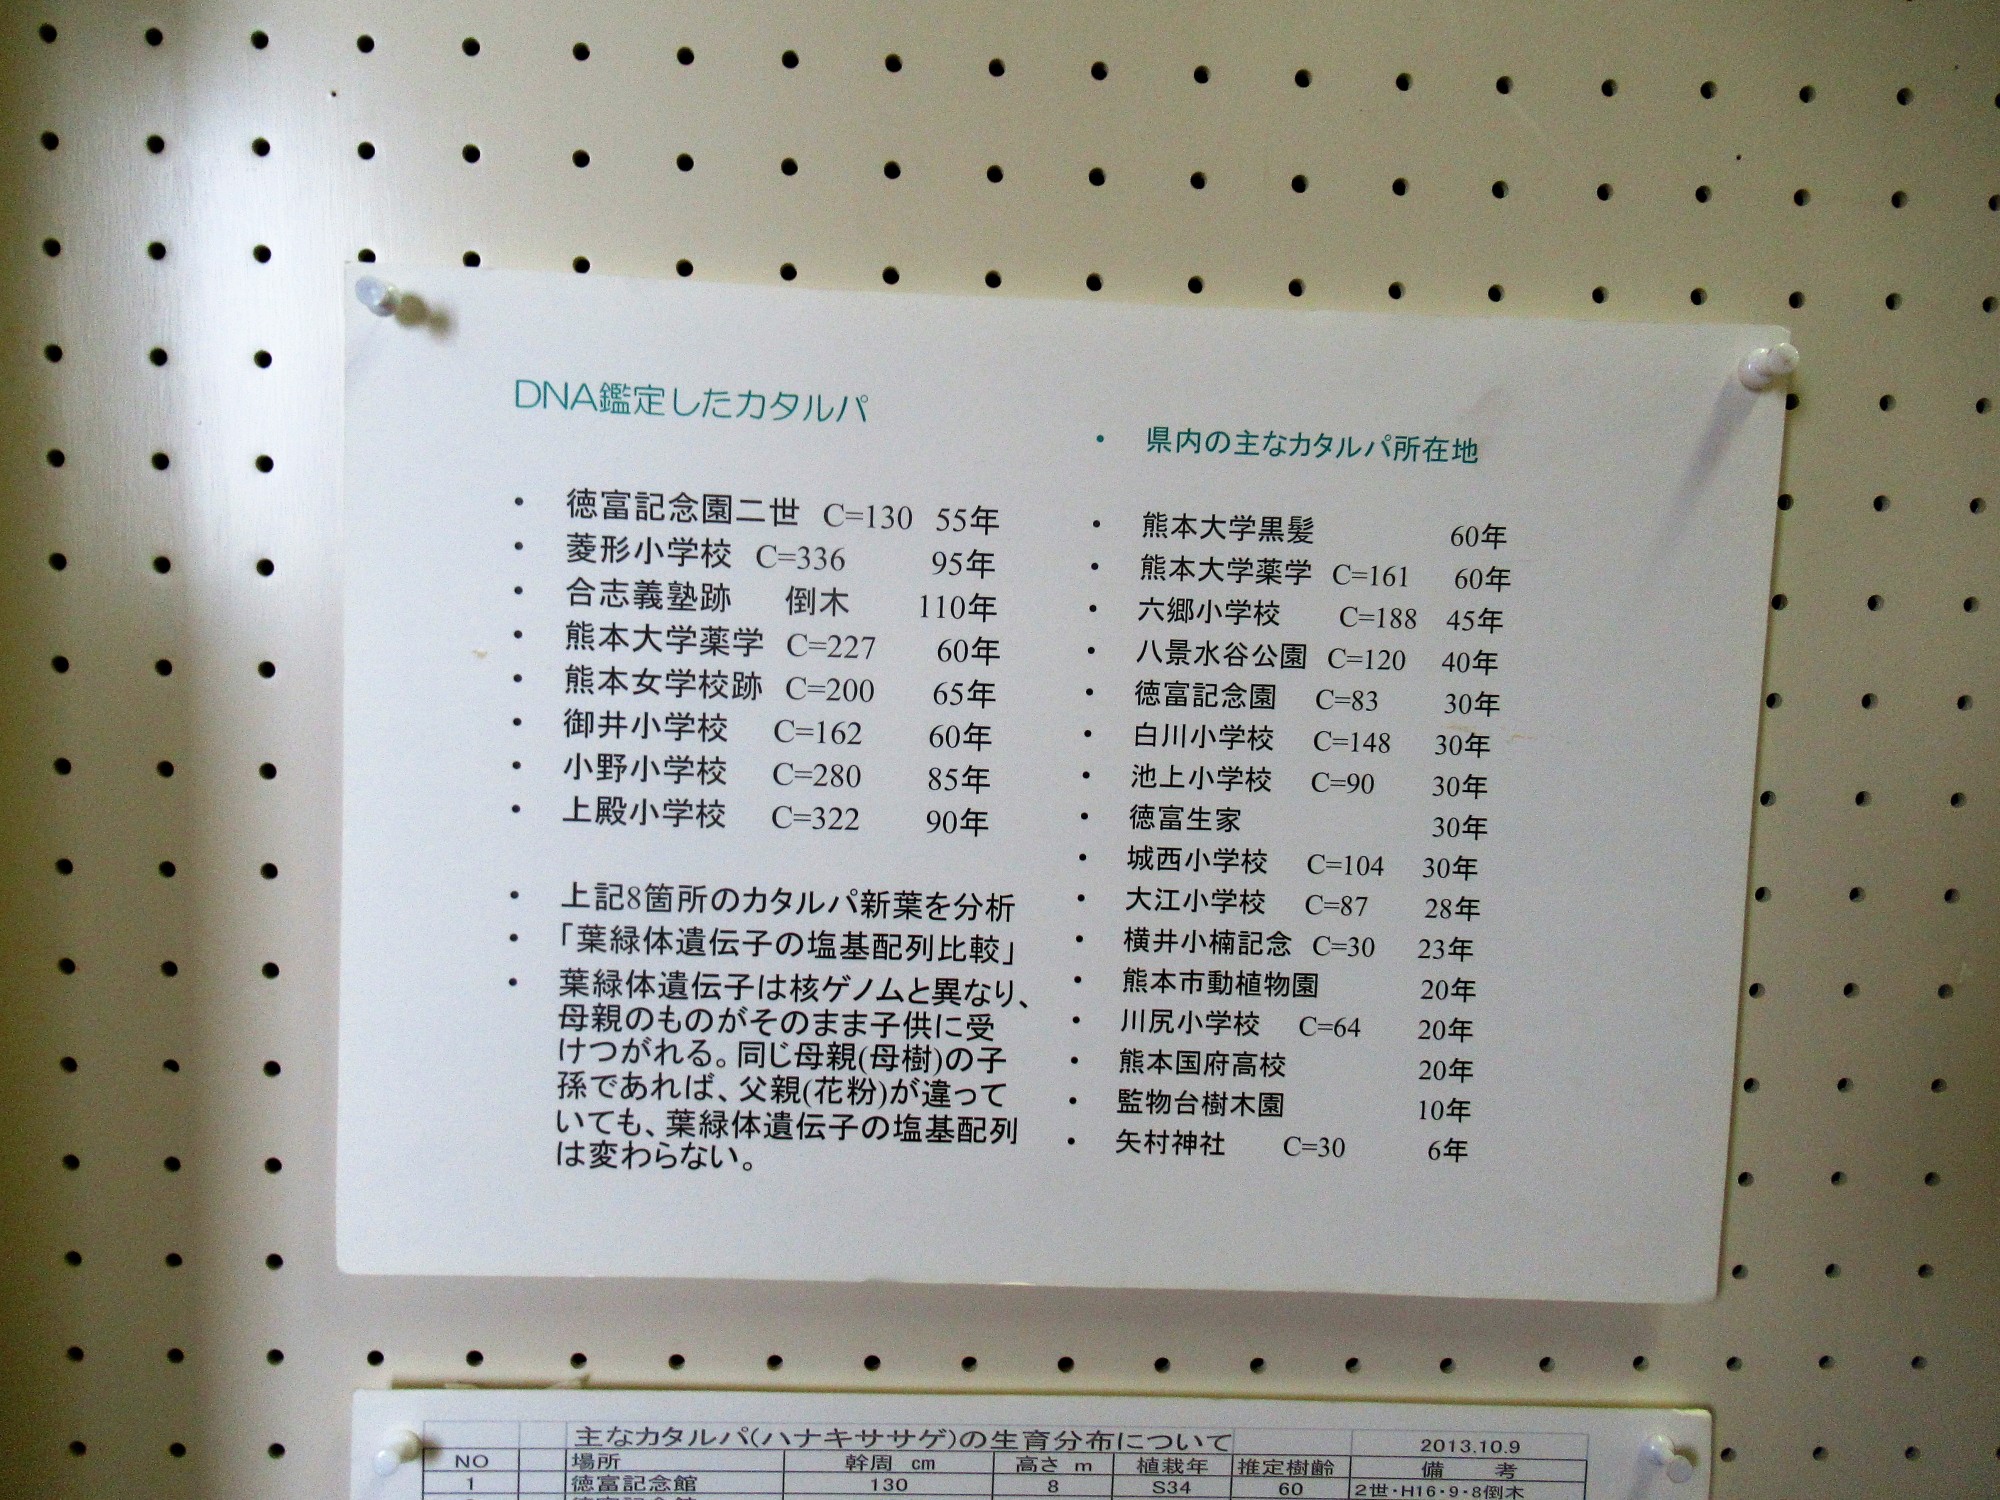 DNA鑑定したカタルパ
• 徳富記念園二世 C=130 55年
• 菱形小学校 C=336 95年
• 合志義塾跡 倒木 110年
• 熊本大学薬学 C=227 60年
• 熊本女学校跡 C=200 65年
• 御井小学校 C=162 60年
• 小野小学校 C=280 85年
• 上殿小学校 C=322 90年
• 上記8箇所のカタルパ新葉を分析
• 「葉緑体遺伝子の塩基配列比較」
• 葉緑体遺伝子は核ゲノムと異なり、
母親のものがそのまま子供に受
けつがれる。同じ母親(母樹)の子
孫であれば、父親(花粉)が違って
いても、葉緑体遺伝子の塩基配列
は変わらない。
• 県内の主なカタルパ所在地
• 熊本大学黒髪 60年
• 熊本大学薬学 C=161 60年
• 六郷小学校 C=188 45年
• 八景水谷公園 C=120 40年
• 徳富記念園 C=83 30年
• 白川小学校 C=148 30年
• 池上小学校 C=90 30年
• 徳富生家 30年
• 城西小学校 C=104 30年
• 大江小学校 C=87 28年
• 横井小楠記念 C=30 23年
• 熊本市動植物園 20年
• 川尻小学校 C=64 20年
• 熊本国府高校 20年
• 監物台樹木園 10年
• 矢村神社 C=30 6年
主なカタルパ(ハナキササゲ)の生育分布について 2013.10.9
NO 場所 幹周 cm 高さ m 植栽年 推定樹齢 備 考
1 徳富記念館 130 8 S34 60 2世・H16・9・8倒木